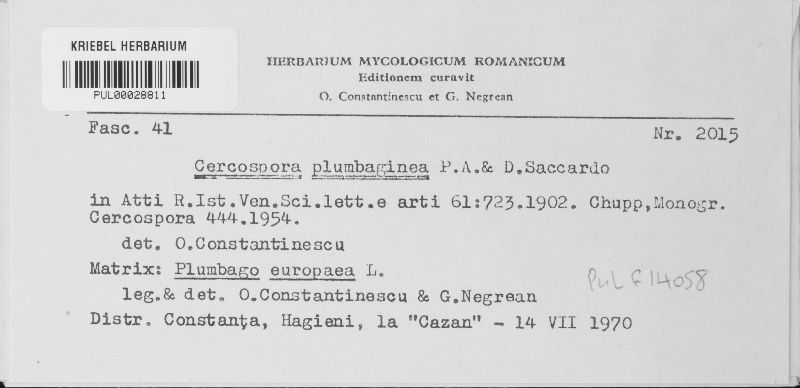 KRIEBEL HERBARIUM
PUL00028811
HERBARIUM MYCOLOGICUM ROMANICUM
Editionem curavit
O. Constantinescu et G. Negrean
Fasc. 41
Nr. 2015
Cercospora plumbaginea P.A.& D.Saccardo
in Atti R.Ist.Ven.Sci.lett.e arti 61:723.1902. Chupp,Monogr.
Cercospora 444.1954.
det. O.Constantinescu
Matrix: Plumbago europaea L.
PUL F14058
leg.& det. O.Constantinescu & G.Negrean
Distr. Constanţa, Hagieni, la "Cazan" - 14 VII 1970